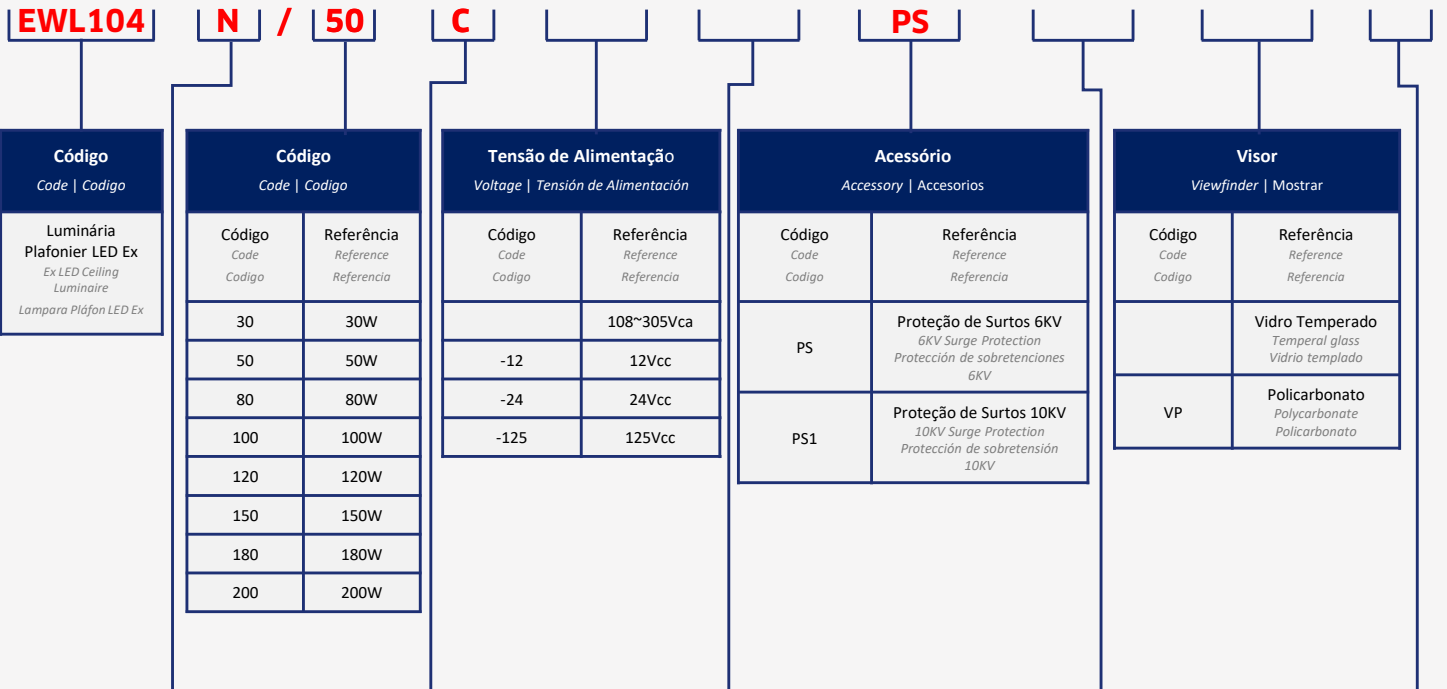 EWL104 N / 50 C PS
Código
Code | Codigo
Luminária
Plafonier LED Ex
Ex LED Ceiling
Luminaire
Lampara Pláfon LED Ex
Código
Code | Codigo
Código Referência
Code Reference
Codigo Referencia
30 30W
50 50W
80 80W
100 100W
120 120W
150 150W
180 180W
200 200W
Tensão de Alimentação
Voltage | Tensión de Alimentación
Código Referência
Code Reference
Codigo Referencia
108~305Vca
-12 12Vcc
-24 24Vcc
-125 125Vcc
Acessório
Accessory | Accesorios
Código Referência
Code Reference
Codigo Referencia
PS
Proteção de Surtos 6KV
6KV Surge Protection
Protección de sobretenciones
6KV
PS1
Proteção de Surtos 10KV
10KV Surge Protection
Protección de sobretensión
10KV
Visor
Viewfinder | Mostrar
Código Referência
Code Reference
Codigo Referencia
Vidro Temperado
Temperal glass
Vidrio templado
VP
Policarbonato
Polycarbonate
Policarbonato